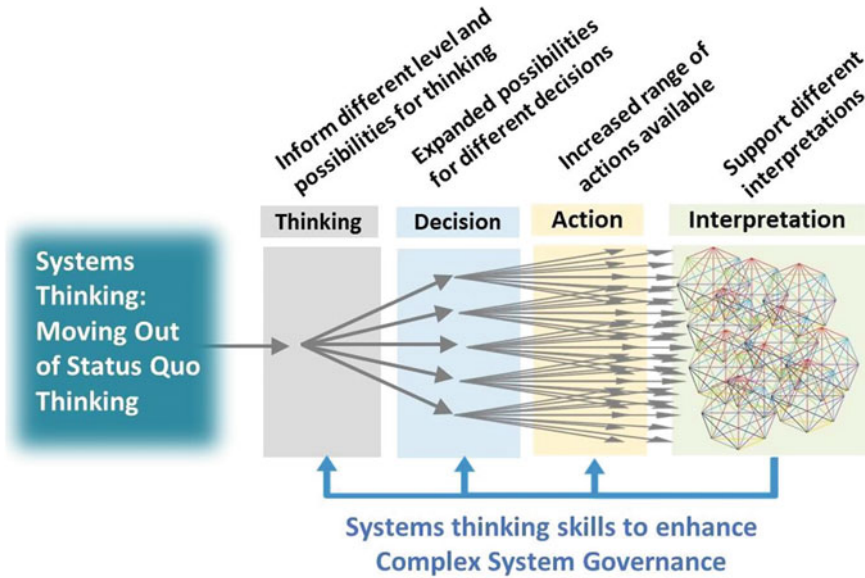 Inform different level and
possibilities for thinking
Expanded possibilities
for different decisions
Increased range of
actions available
Support different
interpretations
Thinking
Decision
Action
Interpretation
Systems
Thinking:
Moving Out
of Status Quo
Thinking
Systems thinking skills to enhance
Complex System Governance